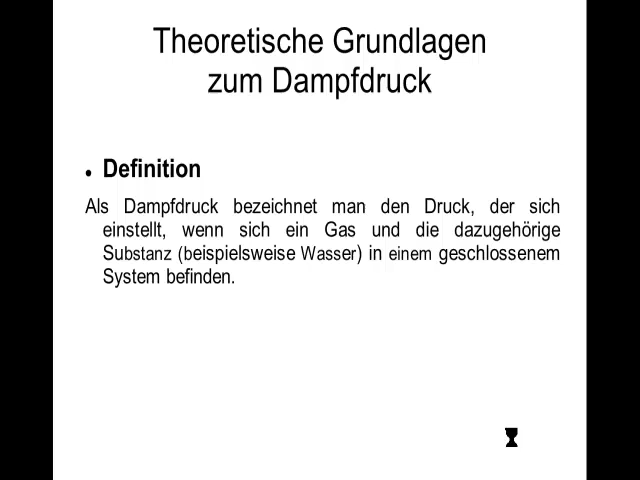 Theoretische Grundlagen
zum Dampfdruck
• Definition
Als Dampfdruck bezeichnet man den Druck, der sich
einstellt, wenn sich ein Gas und die dazugehörige
Substanz (beispielsweise Wasser) in einem geschlossenem
System befinden.